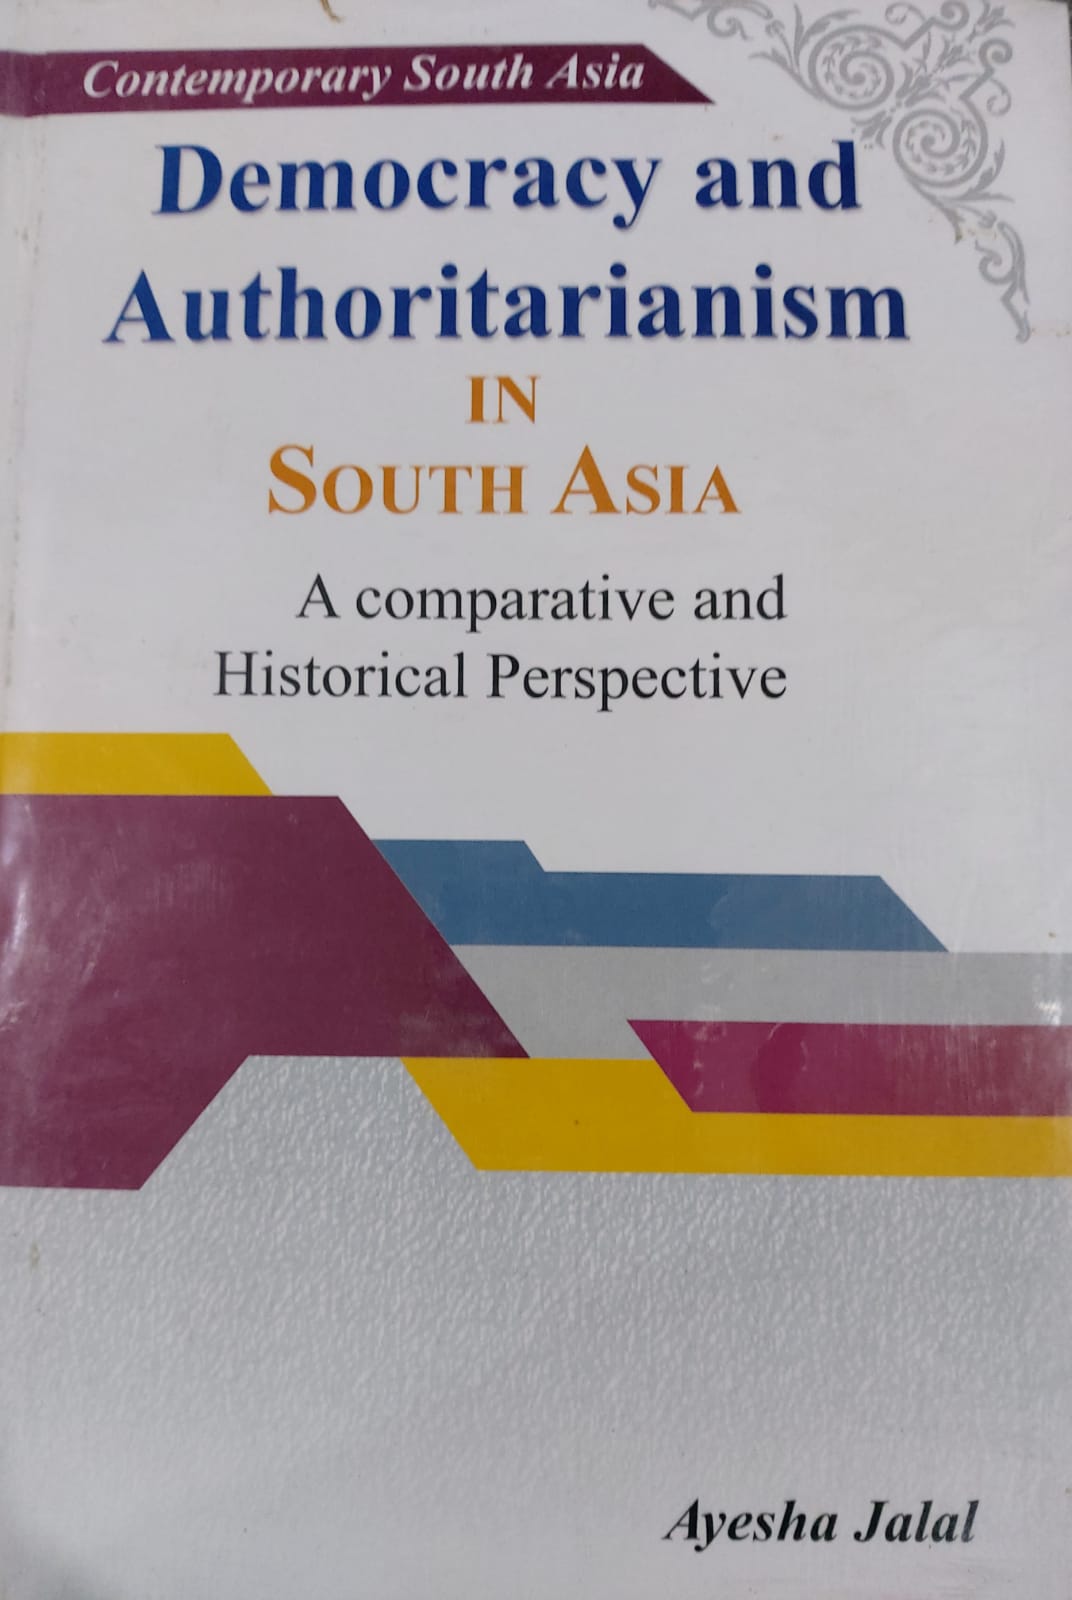 Contemporary South Asia
Democracy and
Authoritarianism
IN
SOUTH ASIA
A comparative and
Historical Perspective
Ayesha Jalal